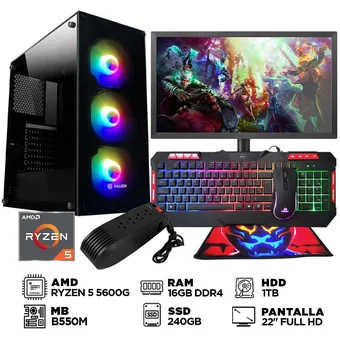 AMD
RYZEN
5
AMD
RYZEN 5 5600G
RAM
16GB DDR4
HDD
1TB
MB
B550M
SSD
240GB
PANTALLA
22" FULL HD